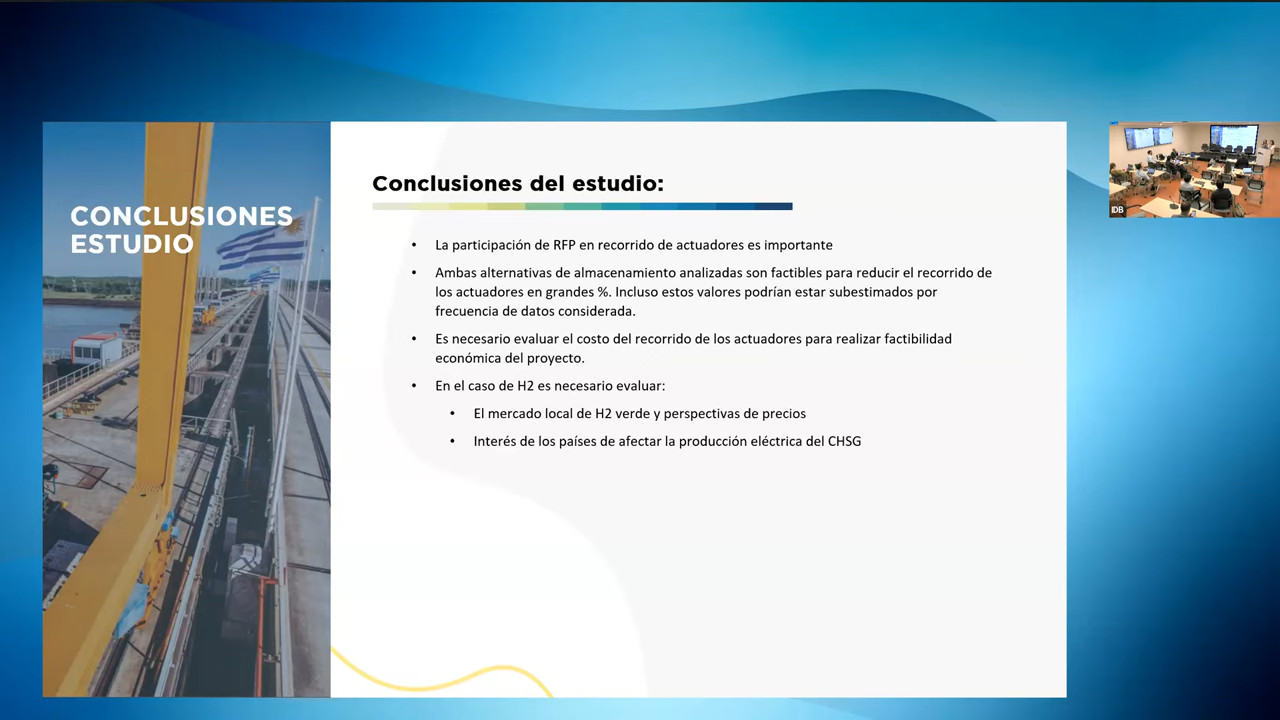 CONCLUSIONES
ESTUDIO
Conclusiones del estudio:
• La participación de RFP en recorrido de actuadores es importante
• Ambas alternativas de almacenamiento analizadas son factibles para reducir el recorrido de
los actuadores en grandes %. Incluso estos valores podrían estar subestimados por
frecuencia de datos considerada.
• Es necesario evaluar el costo del recorrido de los actuadores para realizar factibilidad
económica del proyecto.
• En el caso de H2 es necesario evaluar:
• El mercado local de H2 verde y perspectivas de precios
• Interés de los países de afectar la producción eléctrica del CHSG
IDB